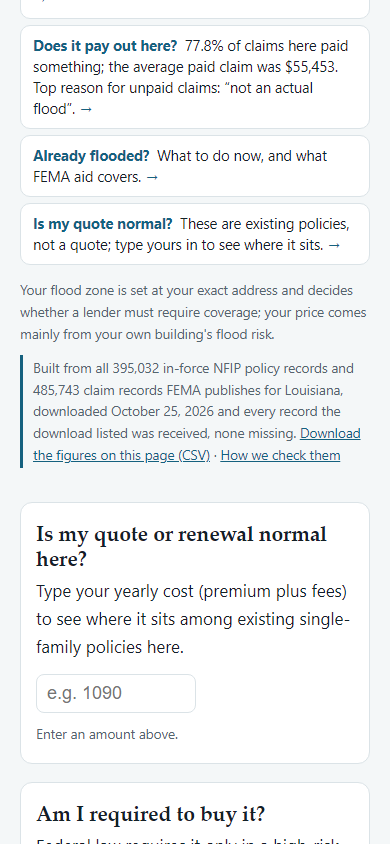 Does it pay out here? 77.8% of claims here paid
something; the average paid claim was $55,453.
Top reason for unpaid claims: “not an actual
flood”. →
Already flooded? What to do now, and what
FEMA aid covers. →
Is my quote normal? These are existing policies,
not a quote; type yours in to see where it sits. →
Your flood zone is set at your exact address and decides
whether a lender must require coverage; your price comes
mainly from your own building's flood risk.
Built from all 395,032 in-force NFIP policy records and
485,743 claim records FEMA publishes for Louisiana,
downloaded October 25, 2026 and every record the
download listed was received, none missing. Download
the figures on this page (CSV) · How we check them
Is my quote or renewal normal
here?
Type your yearly cost (premium plus fees)
to see where it sits among existing single-
family policies here.
e.g. 1090
Enter an amount above.
Am I required to buy it?